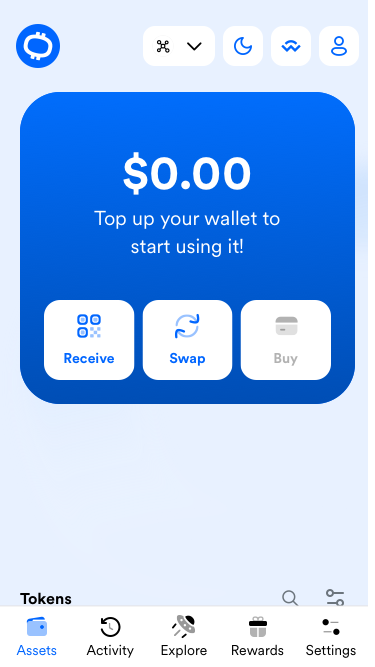 $0.00
Top up your wallet to
start using it!
Receive Swap Buy
Tokens
Assets Activity Explore Rewards Settings